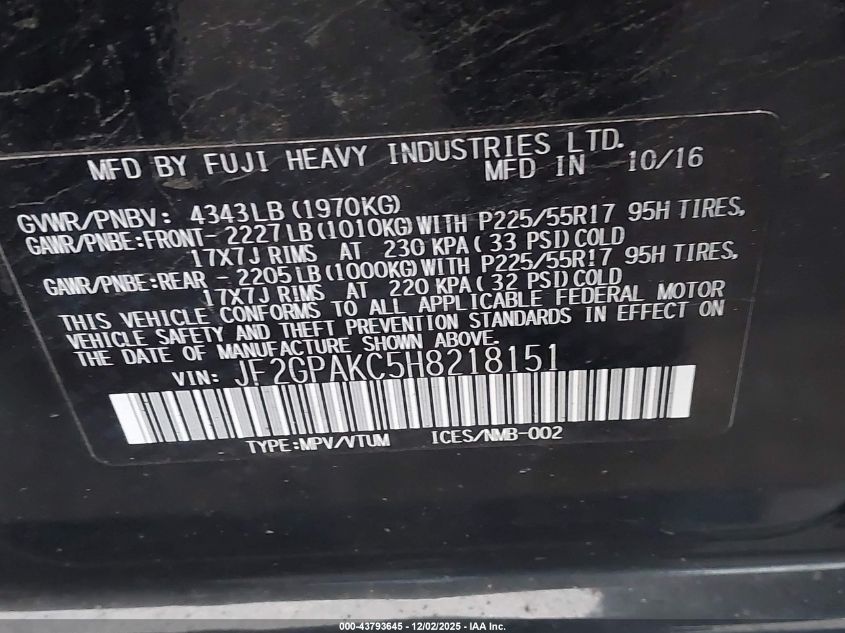 MFD BY FUJI HEAVY INDUSTRIES LTD.
MFD IN 10/16
GVWR/PNBV: 4343LB (1970KG)
GAWR/PNBE:FRONT-2227LB(1010KG)WITH P225/55R17 95H TIRES,
17X7J RIMS AT 230 KPA(33 PSI)COLD
GAWR/PNBE:REAR -2205LB(1000KG)WITH P225/55R17 95H TIRES,
17X7J RIMS AT 220 KPA(32 PSI)COLD
THIS VEHICLE CONFORMS TO ALL APPLICABLE FEDERAL MOTOR
VEHICLE SAFETY AND THEFT PREVENTION STANDARDS IN EFFECT ON
THE DATE OF MANUFACTURE SHOWN ABOVE.
VIN: JF2GPAKC5H8218151
TYPE:MPV/VTUM ICES/NMB-002
000-43793645 - 12/02/2025 - IAA Inc.